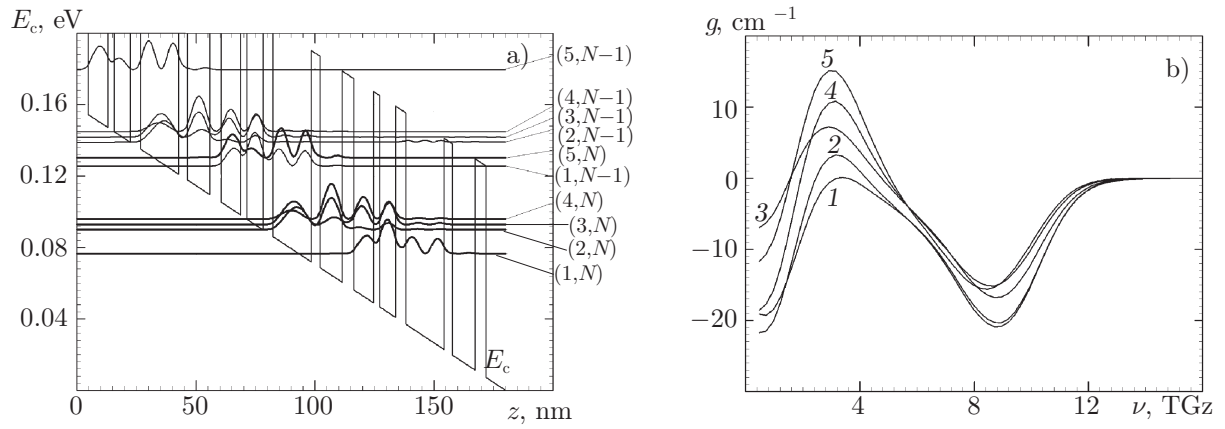 E_c, eV
a)
0.16
0.12
0.08
0.04
0
50
100
150
z, nm
E_c
(5,N−1)
(4,N−1)
(3,N−1)
(2,N−1)
(5,N)
(1,N−1)
(4,N)
(3,N)
(2,N)
(1,N)
g, cm ⁻¹
b)
10
0
−10
−20
5
4
2
3
1
4
8
12
ν, TGz